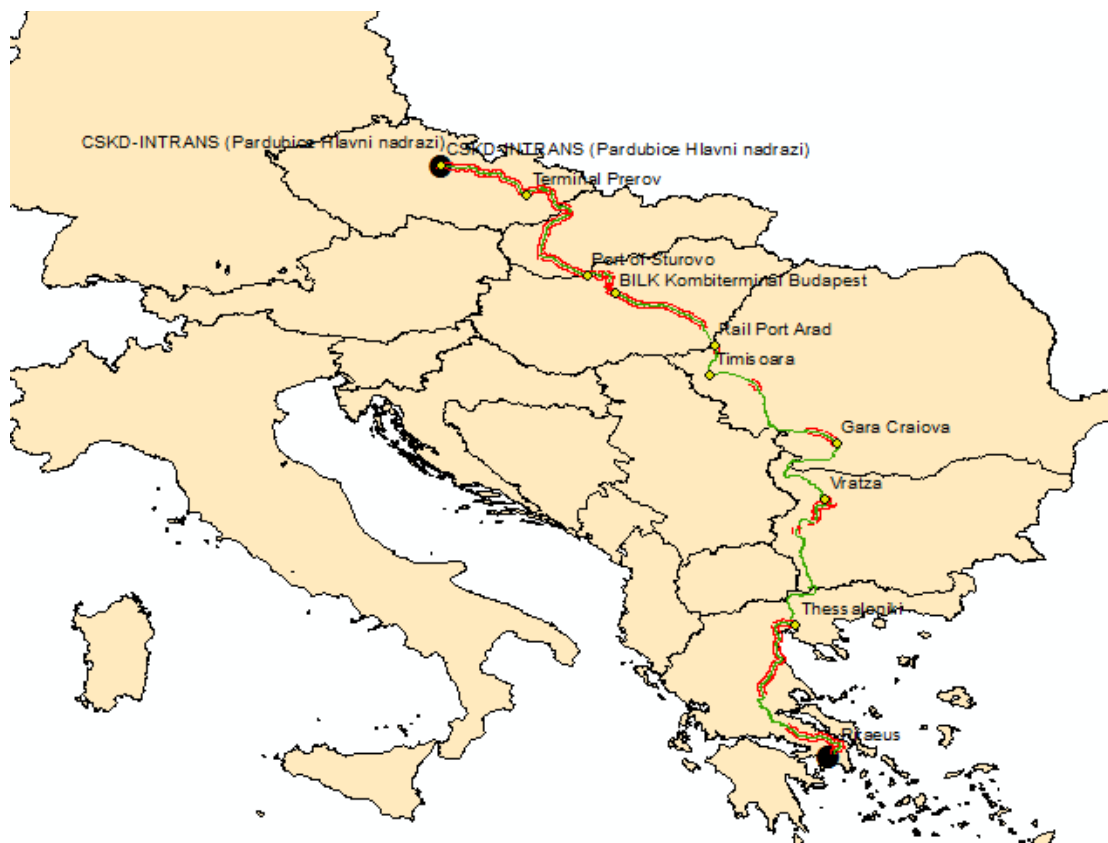 CSKD-INTRANS (Pardubice Hlavni nadrazi)
CSKD-INTRANS (Pardubice Hlavni nadrazi)
Terminal Prerov
Port of Sturovo
BILK Kombiterminal Budapest
Rail Port Arad
Timisoara
Gara Craiova
Vratza
Thessaloniki
Piraeus